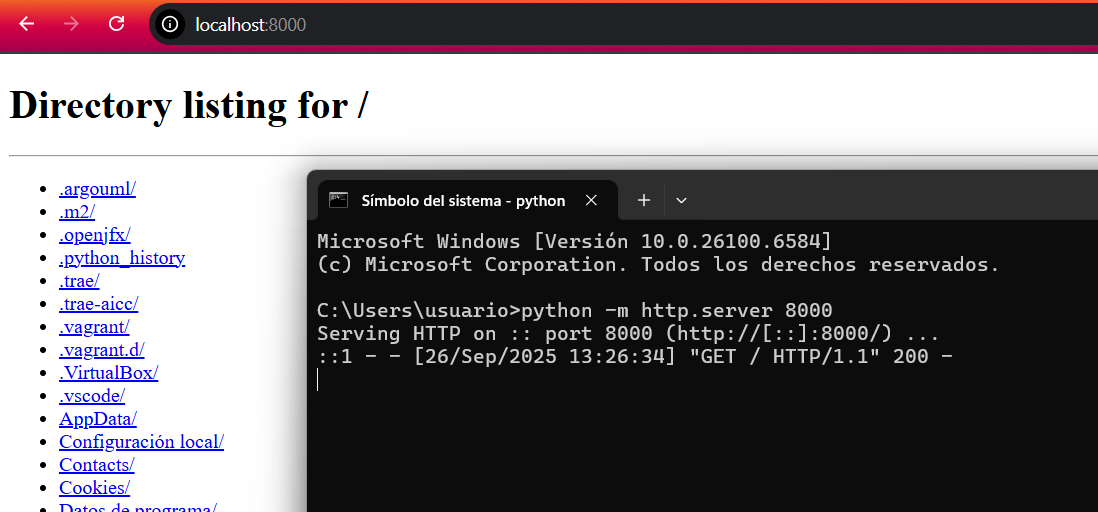 localhost:8000
Directory listing for /
.argouml/
.m2/
.openjfx/
.python_history
.trae/
.trae-aicc/
.vagrant/
.vagrant.d/
.VirtualBox/
.vscode/
AppData/
Configuración local/
Contacts/
Cookies/
Datos de programa/
Símbolo del sistema - python
Microsoft Windows [Versión 10.0.26100.6584]
(c) Microsoft Corporation. Todos los derechos reservados.
C:\Users\usuario>python -m http.server 8000
Serving HTTP on :: port 8000 (http://[::]:8000/) ...
::1 - - [26/Sep/2025 13:26:34] "GET / HTTP/1.1" 200 -